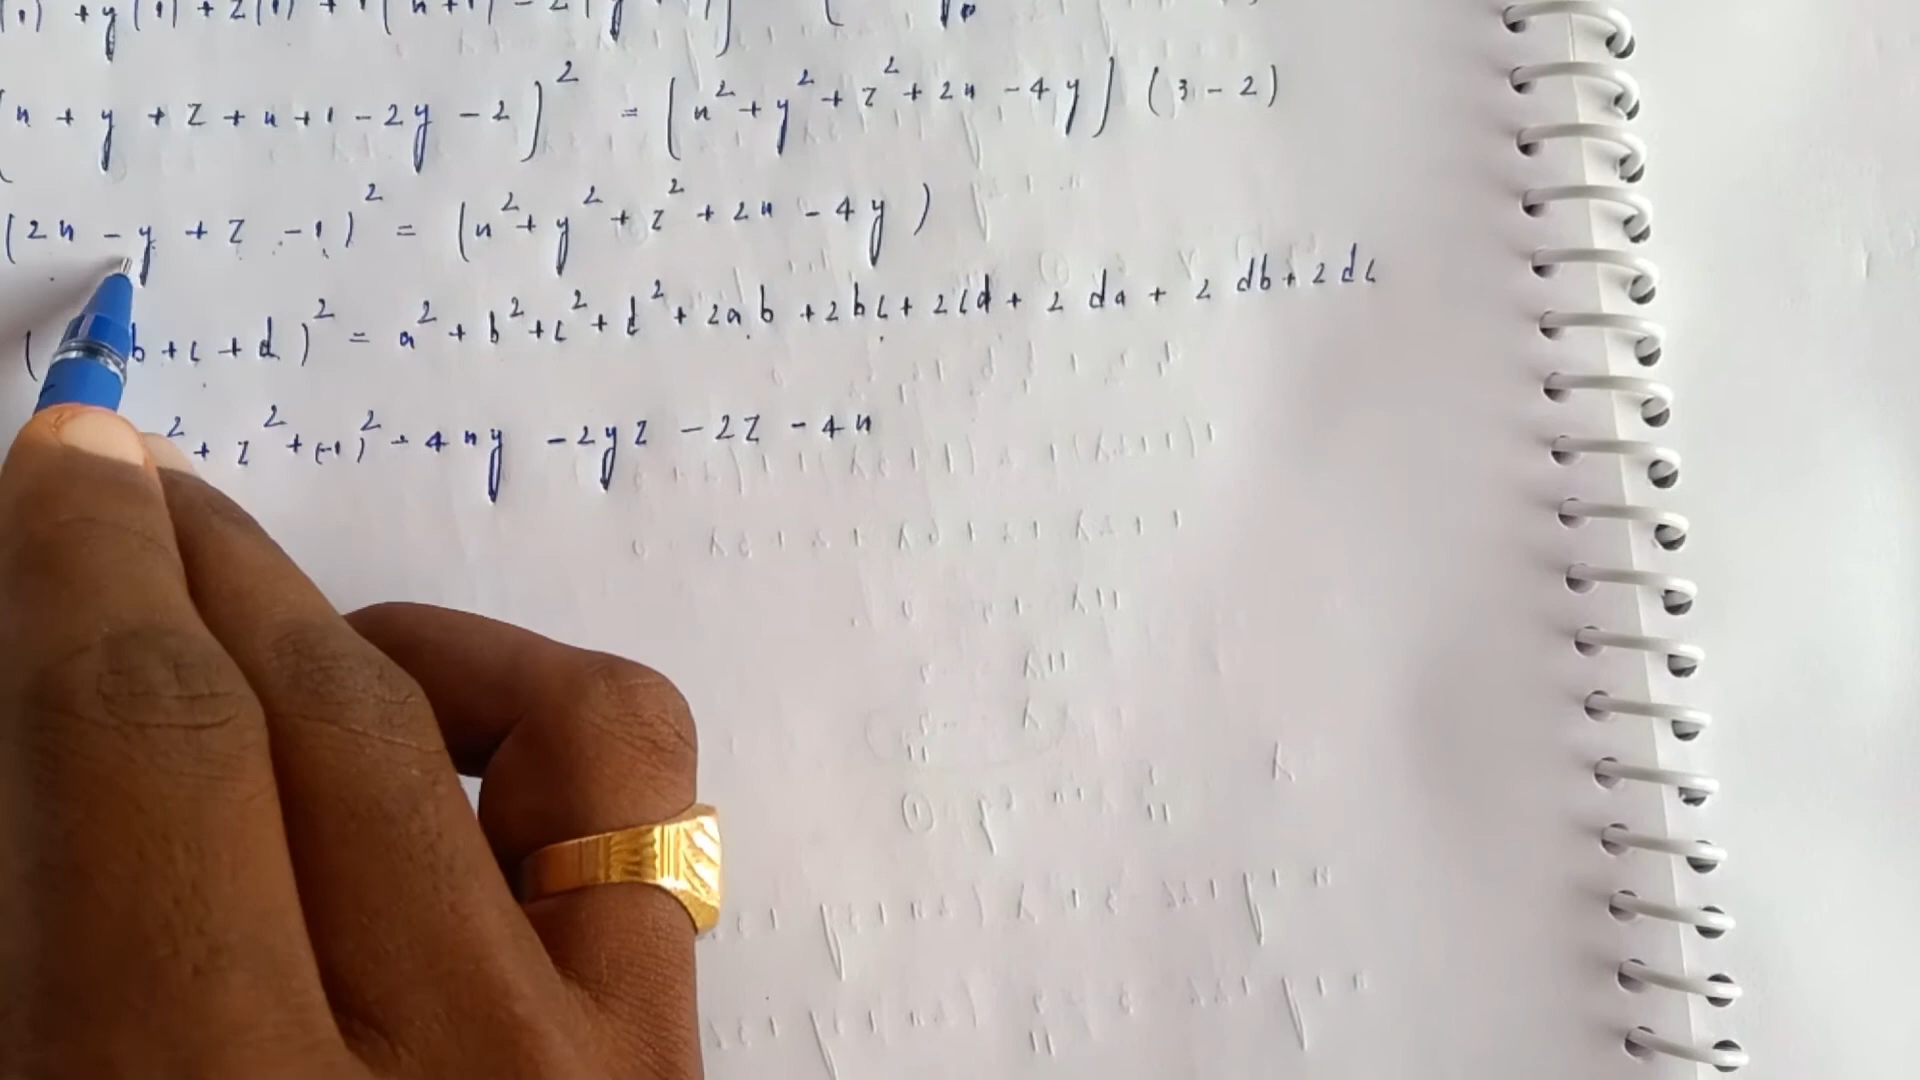 + y(1) + z(1) + 1(x+1) - 2(y
x + y + z + x + 1 - 2y - 2)² = (x² + y² + z² + 2x - 4y) (3 - 2)
(2x - y + z - 1)² = (x² + y² + z² + 2x - 4y)
( b + c + d)² = a² + b² + c² + d² + 2ab + 2bc + 2cd + 2da + 2db + 2dc
² + z² + (-1)² - 4xy - 2yz - 2z - 4x